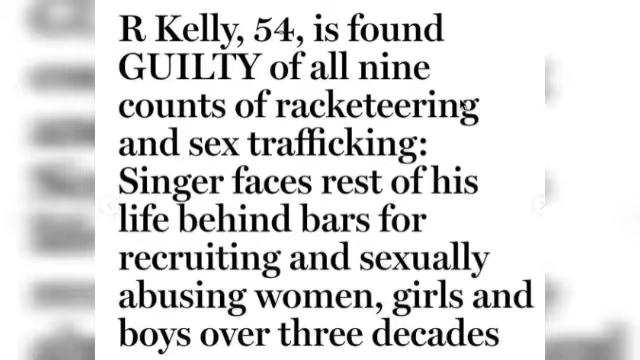 R Kelly, 54, is found
GUILTY of all nine
counts of racketeering
and sex trafficking:
Singer faces rest of his
life behind bars for
recruiting and sexually
abusing women, girls and
boys over three decades